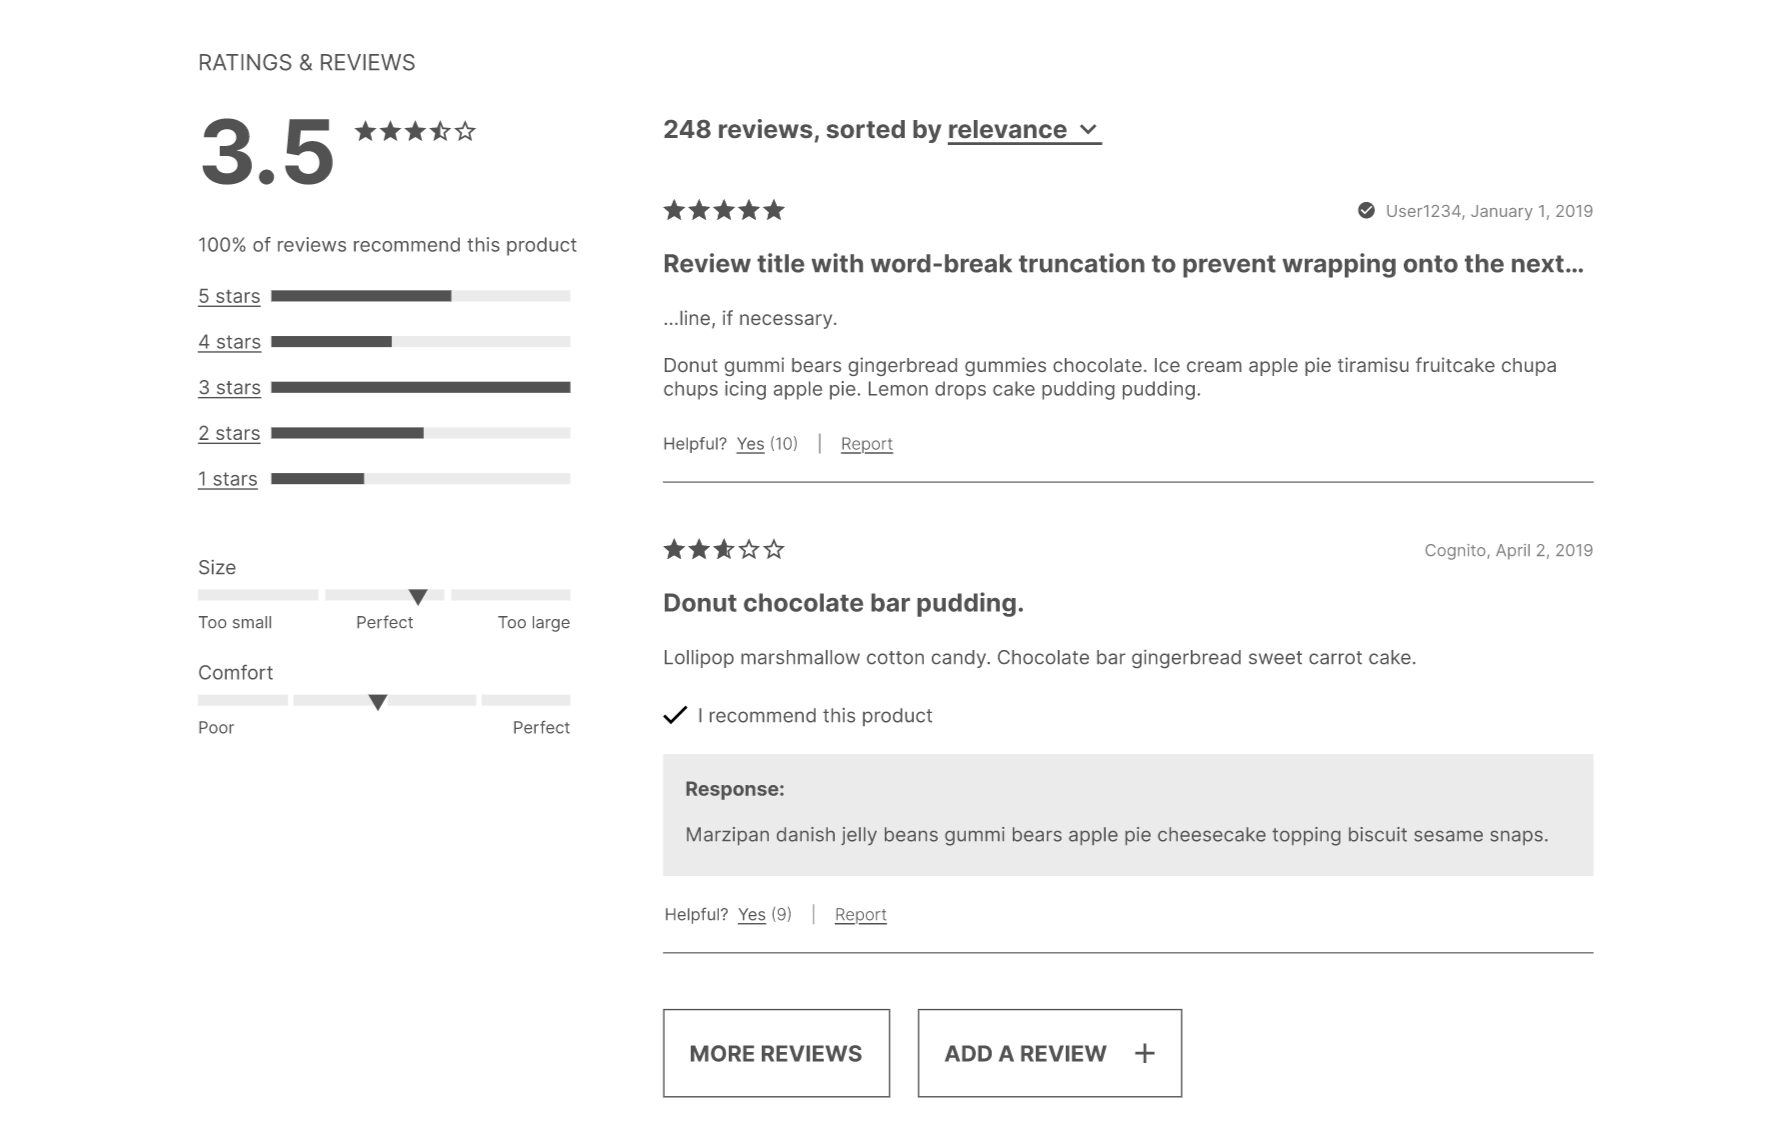 RATINGS & REVIEWS
3.5
100% of reviews recommend this product
5 stars
4 stars
3 stars
2 stars
1 stars
Size
Too small Perfect Too large
Comfort
Poor Perfect
248 reviews, sorted by relevance
User1234, January 1, 2019
Review title with word-break truncation to prevent wrapping onto the next...
...line, if necessary.
Donut gummi bears gingerbread gummies chocolate. Ice cream apple pie tiramisu fruitcake chupa
chups icing apple pie. Lemon drops cake pudding pudding.
Helpful? Yes (10) | Report
Cognito, April 2, 2019
Donut chocolate bar pudding.
Lollipop marshmallow cotton candy. Chocolate bar gingerbread sweet carrot cake.
I recommend this product
Response:
Marzipan danish jelly beans gummi bears apple pie cheesecake topping biscuit sesame snaps.
Helpful? Yes (9) | Report
MORE REVIEWS
ADD A REVIEW +